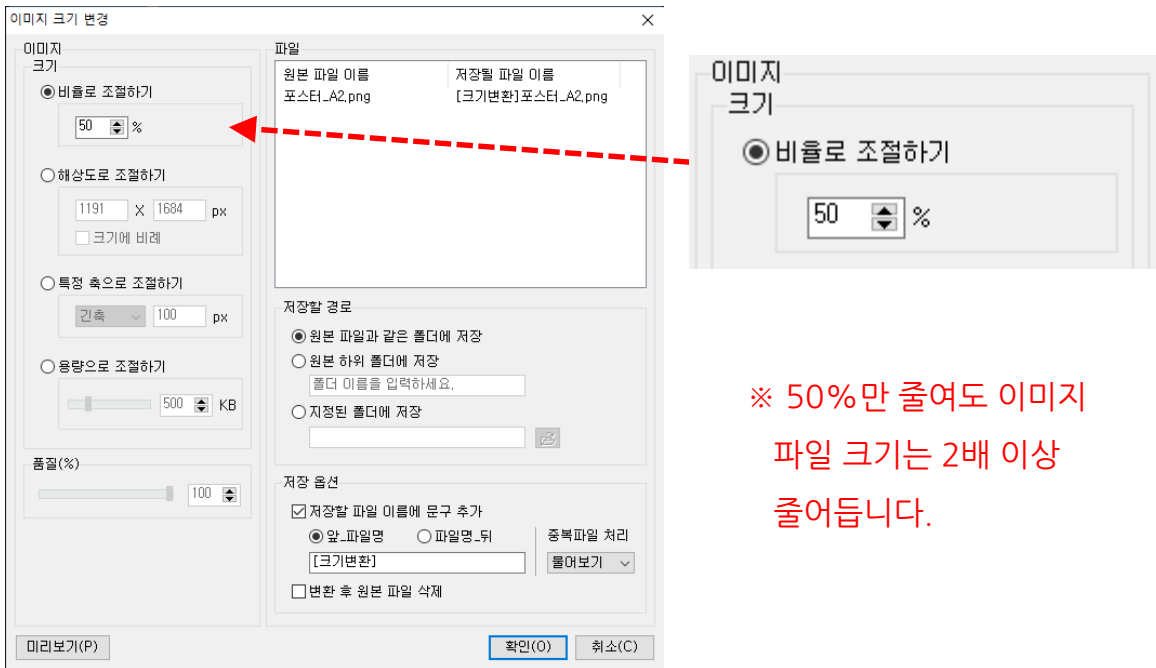 이미지 크기 변경
이미지
크기
비율로 조절하기
50 %
해상도로 조절하기
1191 X 1684 px
크기에 비례
특정 축으로 조절하기
긴축 100 px
용량으로 조절하기
500 KB
품질(%)
100
미리보기(P)
파일
원본 파일 이름 저장될 파일 이름
포스터_A2.png [크기변환]포스터_A2.png
저장할 경로
원본 파일과 같은 폴더에 저장
원본 하위 폴더에 저장
폴더 이름을 입력하세요.
지정된 폴더에 저장
저장 옵션
저장할 파일 이름에 문구 추가
앞_파일명 파일명_뒤 중복파일 처리
[크기변환] 물어보기
변환 후 원본 파일 삭제
확인(O) 취소(C)
이미지
크기
비율로 조절하기
50 %
※ 50%만 줄여도 이미지
파일 크기는 2배 이상
줄어듭니다.